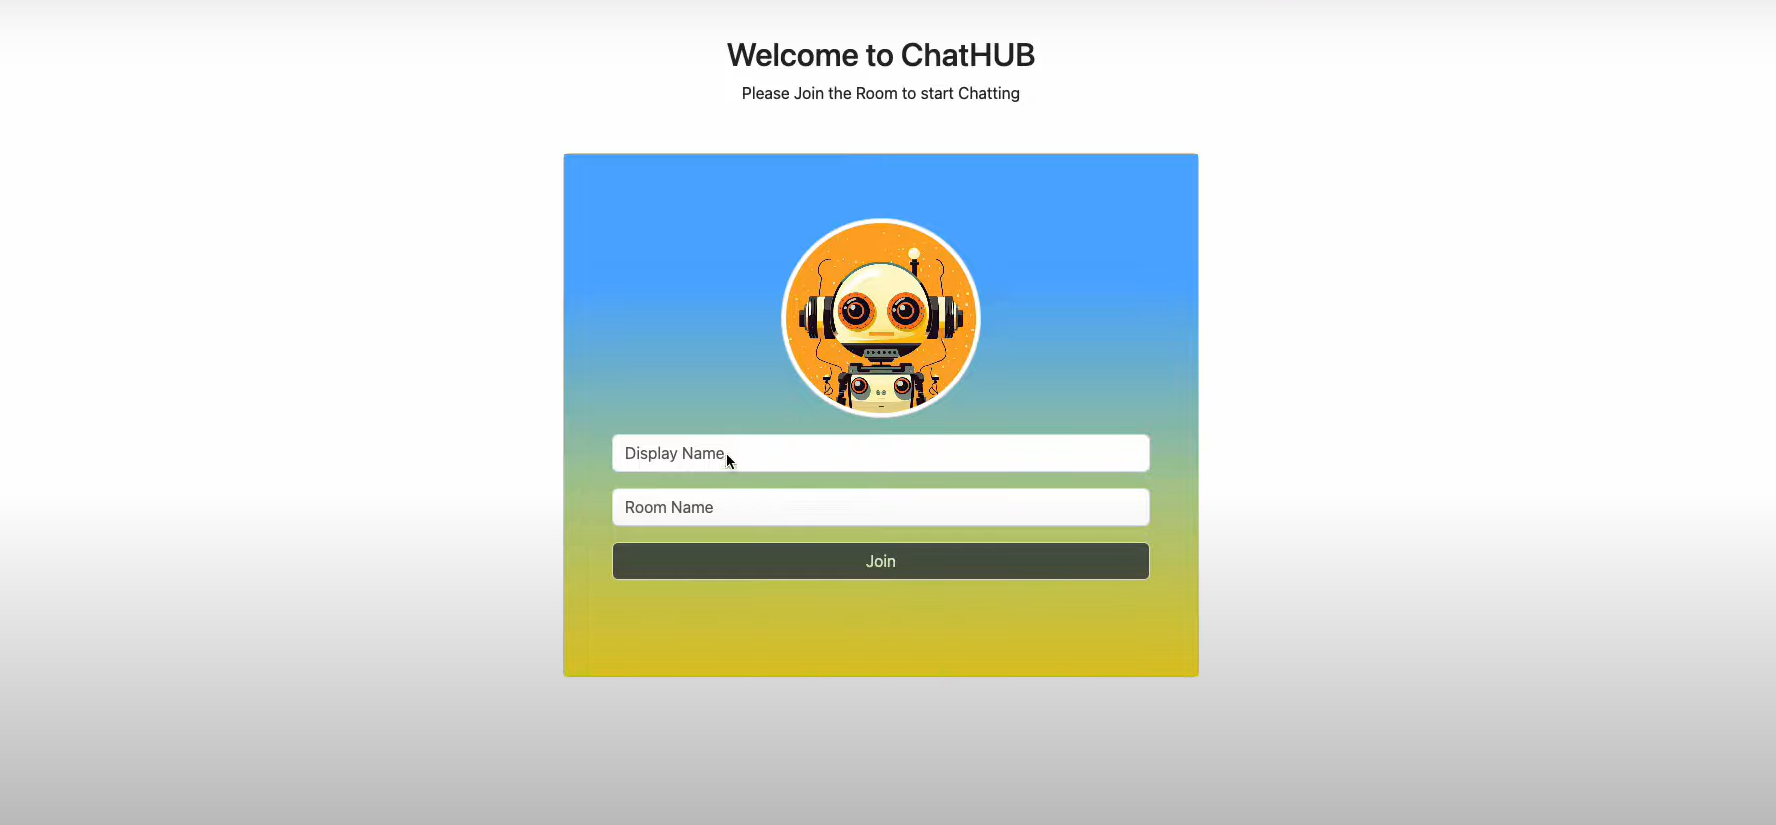 Welcome to ChatHUB
Please Join the Room to start Chatting
Display Name
Room Name
Join